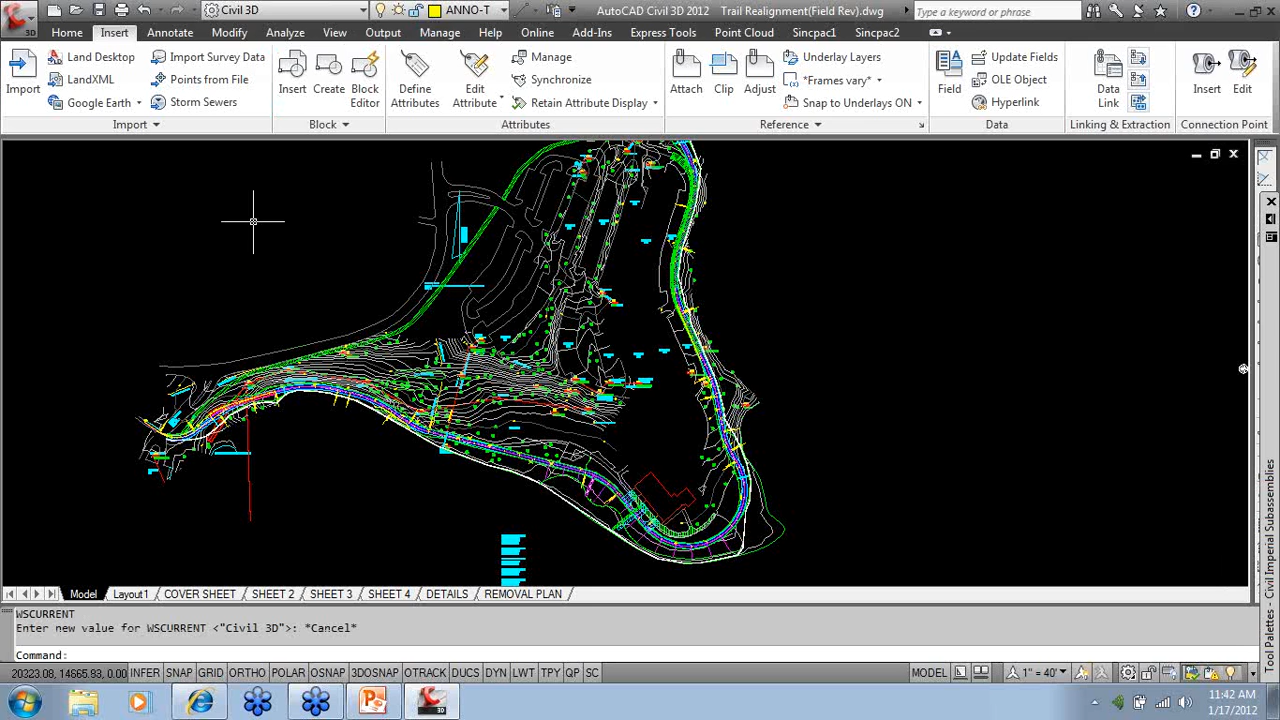 Civil 3D
ANNO-T
AutoCAD Civil 3D 2012
Trail Realignment(Field Rev).dwg
Type a keyword or phrase
3D
Home
Insert
Annotate
Modify
Analyze
View
Output
Manage
Help
Online
Add-Ins
Express Tools
Point Cloud
Sincpac1
Sincpac2
Import
Land Desktop
LandXML
Google Earth
Import Survey Data
Points from File
Storm Sewers
Insert
Create
Block Editor
Define Attributes
Edit Attributes
Manage
Synchronize
Retain Attribute Display
Attach
Clip
Adjust
Underlay Layers
*Frames vary*
Snap to Underlays ON
Field
Update Fields
OLE Object
Hyperlink
Data Link
Insert
Edit
Import
Block
Attributes
Reference
Data
Linking & Extraction
Connection Point
Tool Palettes - Civil Imperial Subassemblies
Model
Layout1
COVER SHEET
SHEET 2
SHEET 3
SHEET 4
DETAILS
REMOVAL PLAN
WSCURRENT
Enter new value for WSCURRENT <"Civil 3D">: *Cancel*
Command:
20323.08, 14665.93, 0.00
INFER
SNAP
GRID
ORTHO
POLAR
OSNAP
3DOSNAP
OTRACK
DUCS
DYN
LWT
TPY
QP
SC
MODEL
1" = 40'
11:42 AM
1/17/2012